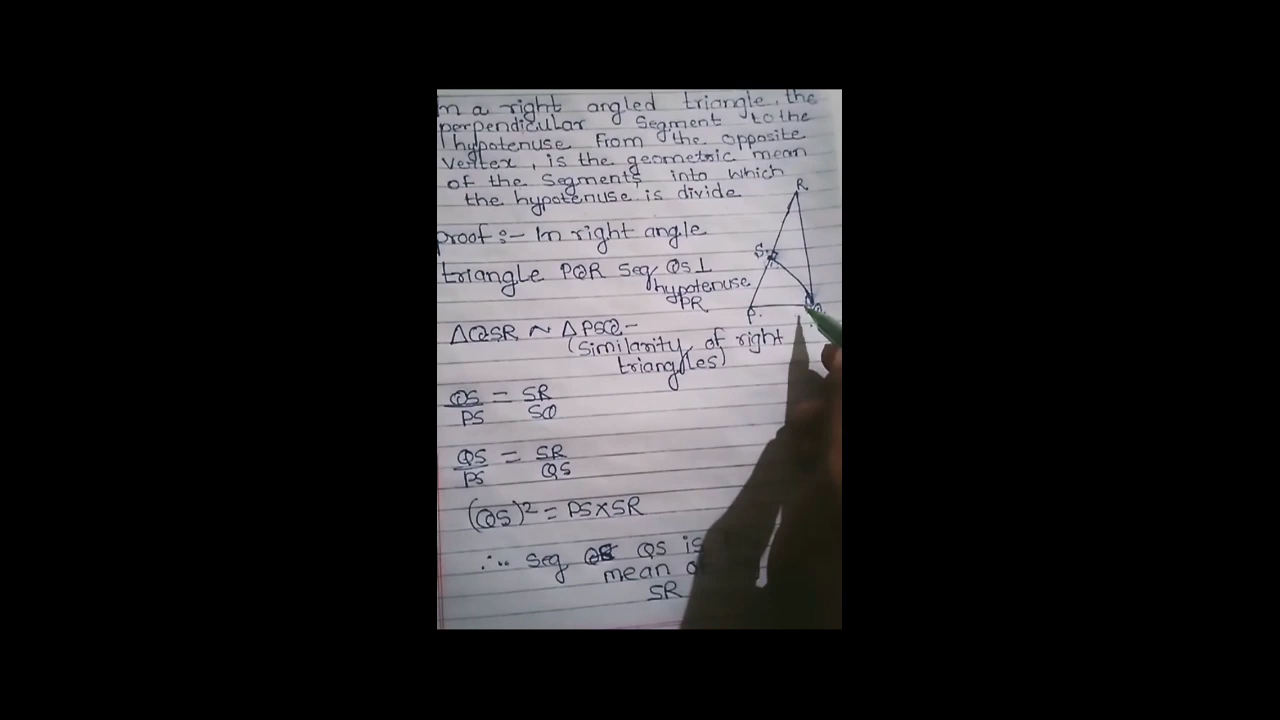 In a right angled triangle, the
perpendicular Segment to the
hypotenuse From the opposite
vertex, is the geometric mean
of the Segments into which
the hypotenuse is divide
R
proof :- In right angle
S
triangle PQR seg QS ⊥
hypotenuse
PR
P
Q
ΔQSR ~ ΔPSQ -
(similarity of right
triangles)
QS/PS = SR/SQ
QS/PS = SR/QS
(QS)² = PS×SR
∴ seg QS is
mean
SR